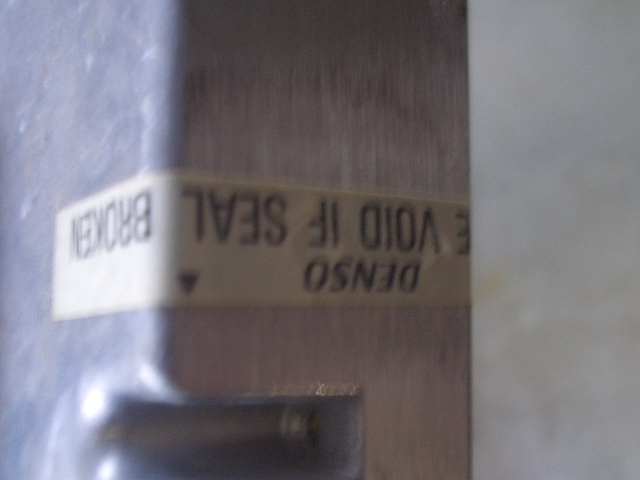 DENSO
E VOID IF SEAL BROKEN